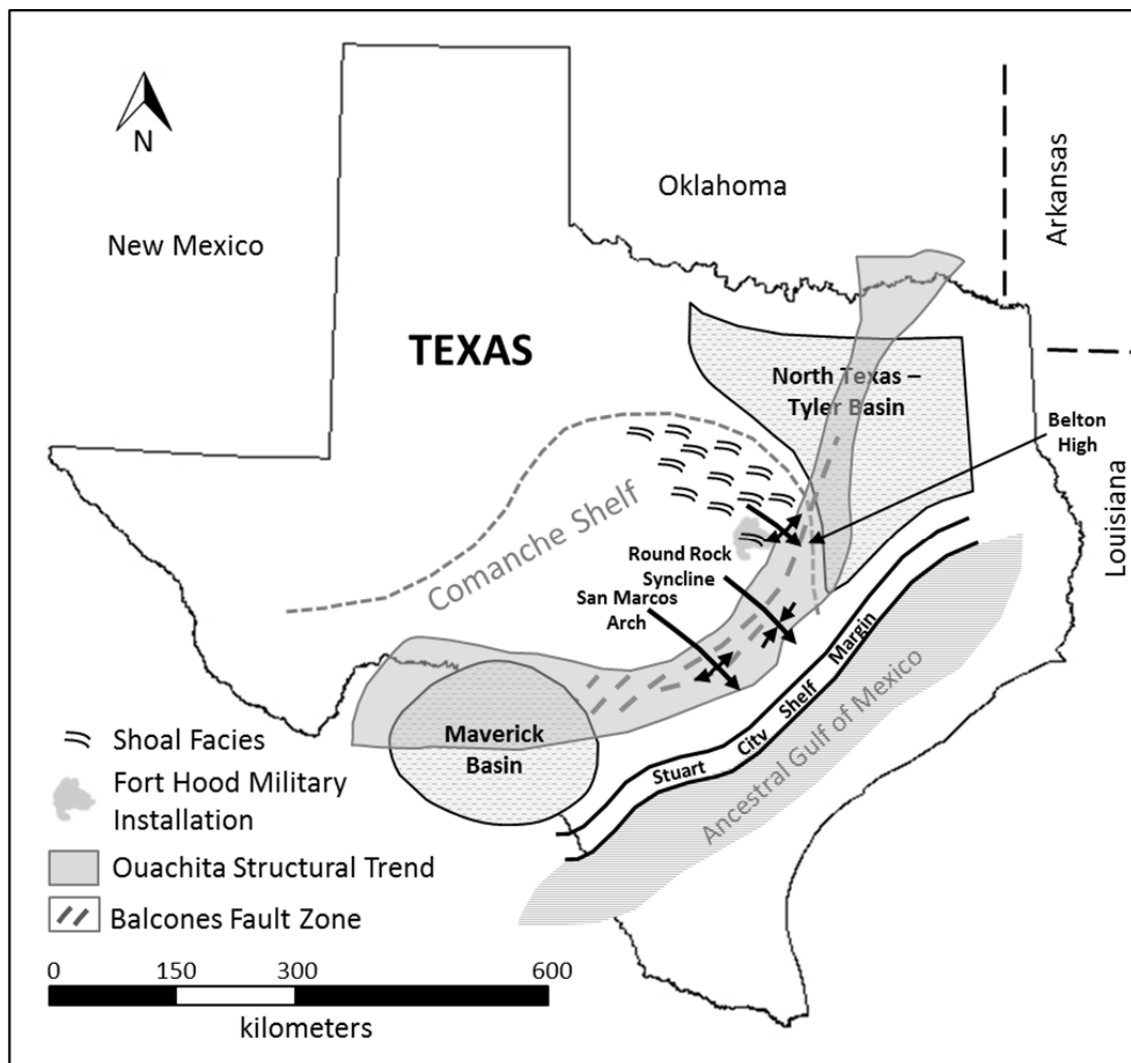 N
New Mexico
Oklahoma
Arkansas
TEXAS
North Texas –
Tyler Basin
Belton
High
Louisiana
Comanche Shelf
Round Rock
Syncline
San Marcos
Arch
Maverick
Basin
Stuart City Shelf Margin
Ancestral Gulf of Mexico
Shoal Facies
Fort Hood Military
Installation
Ouachita Structural Trend
Balcones Fault Zone
0 150 300 600
kilometers